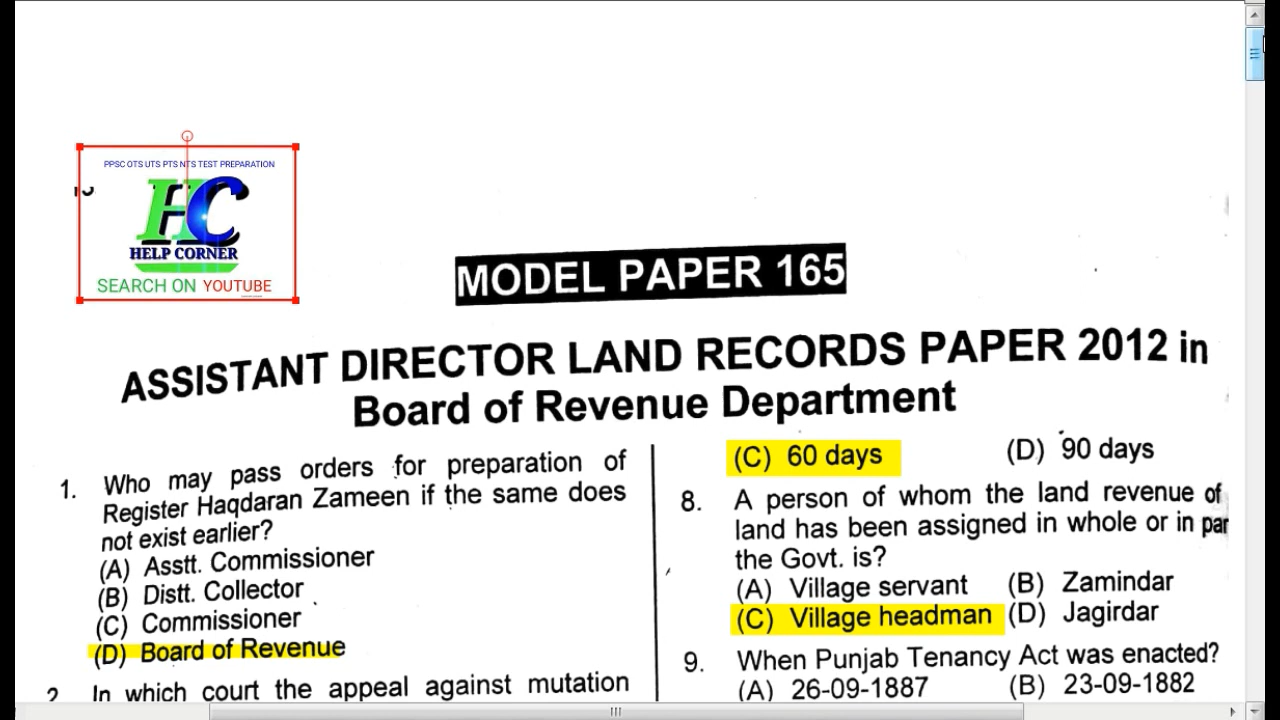 PPSC OTS UTS PTS NTS TEST PREPARATION
HC
HELP CORNER
SEARCH ON YOUTUBE
MODEL PAPER 165
ASSISTANT DIRECTOR LAND RECORDS PAPER 2012 in
Board of Revenue Department
1. Who may pass orders for preparation of
Register Haqdaran Zameen if the same does
not exist earlier?
(A) Asstt. Commissioner
(B) Distt. Collector
(C) Commissioner
(D) Board of Revenue
2. In which court the appeal against mutation
(C) 60 days (D) 90 days
8. A person of whom the land revenue of
land has been assigned in whole or in par
the Govt. is?
(A) Village servant (B) Zamindar
(C) Village headman (D) Jagirdar
9. When Punjab Tenancy Act was enacted?
(A) 26-09-1887 (B) 23-09-1882